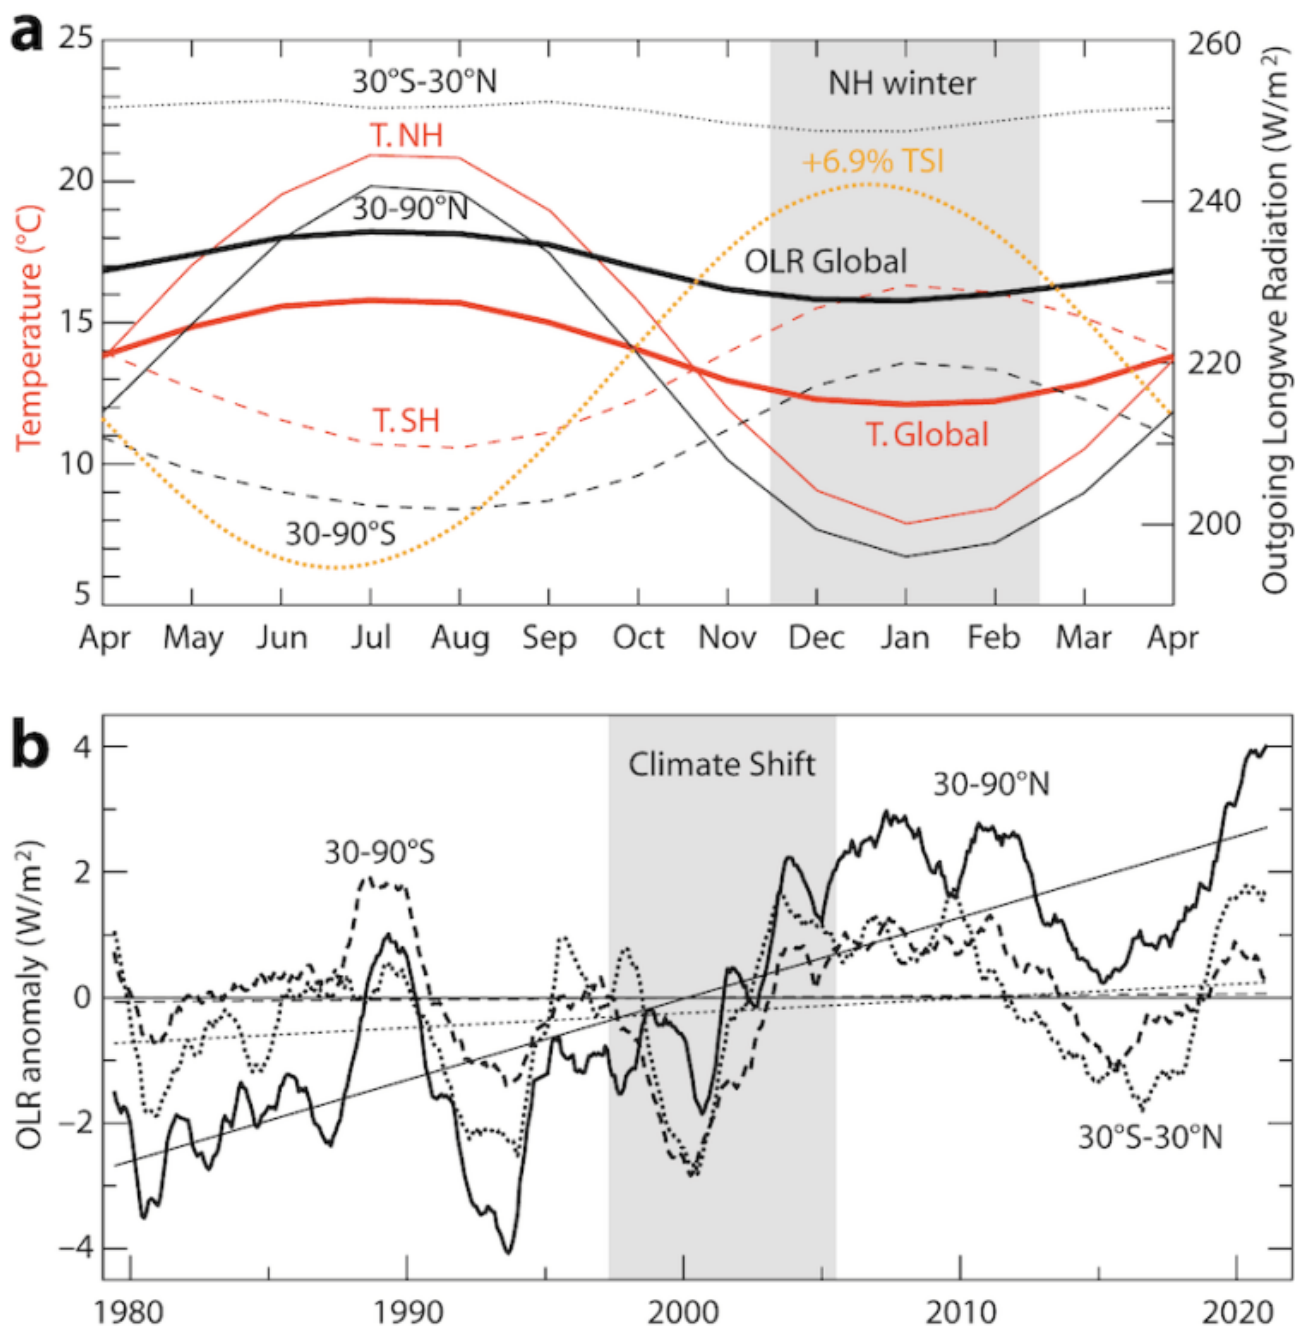 a
25
20
15
10
5
Temperature (°C)
260
240
220
200
Outgoing Longwve Radiation (W/m²)
30°S-30°N
NH winter
T. NH
+6.9% TSI
30-90°N
OLR Global
T. SH
T. Global
30-90°S
Apr May Jun Jul Aug Sep Oct Nov Dec Jan Feb Mar Apr
b
4
2
0
−2
−4
OLR anomaly (W/m²)
Climate Shift
30-90°N
30-90°S
30°S-30°N
1980 1990 2000 2010 2020